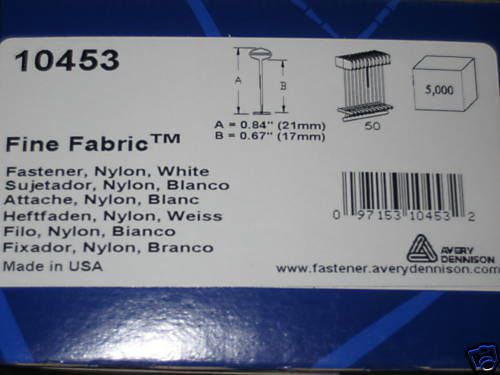 10453
A
B
A = 0.84" (21mm)
B = 0.67" (17mm)
50
5,000
Fine Fabric™
Fastener, Nylon, White
Sujetador, Nylon, Blanco
Attache, Nylon, Blanc
Heftfaden, Nylon, Weiss
Filo, Nylon, Bianco
Fixador, Nylon, Branco
Made in USA
0 97153 10453 2
AVERY
DENNISON
www.fastener.averydennison.com